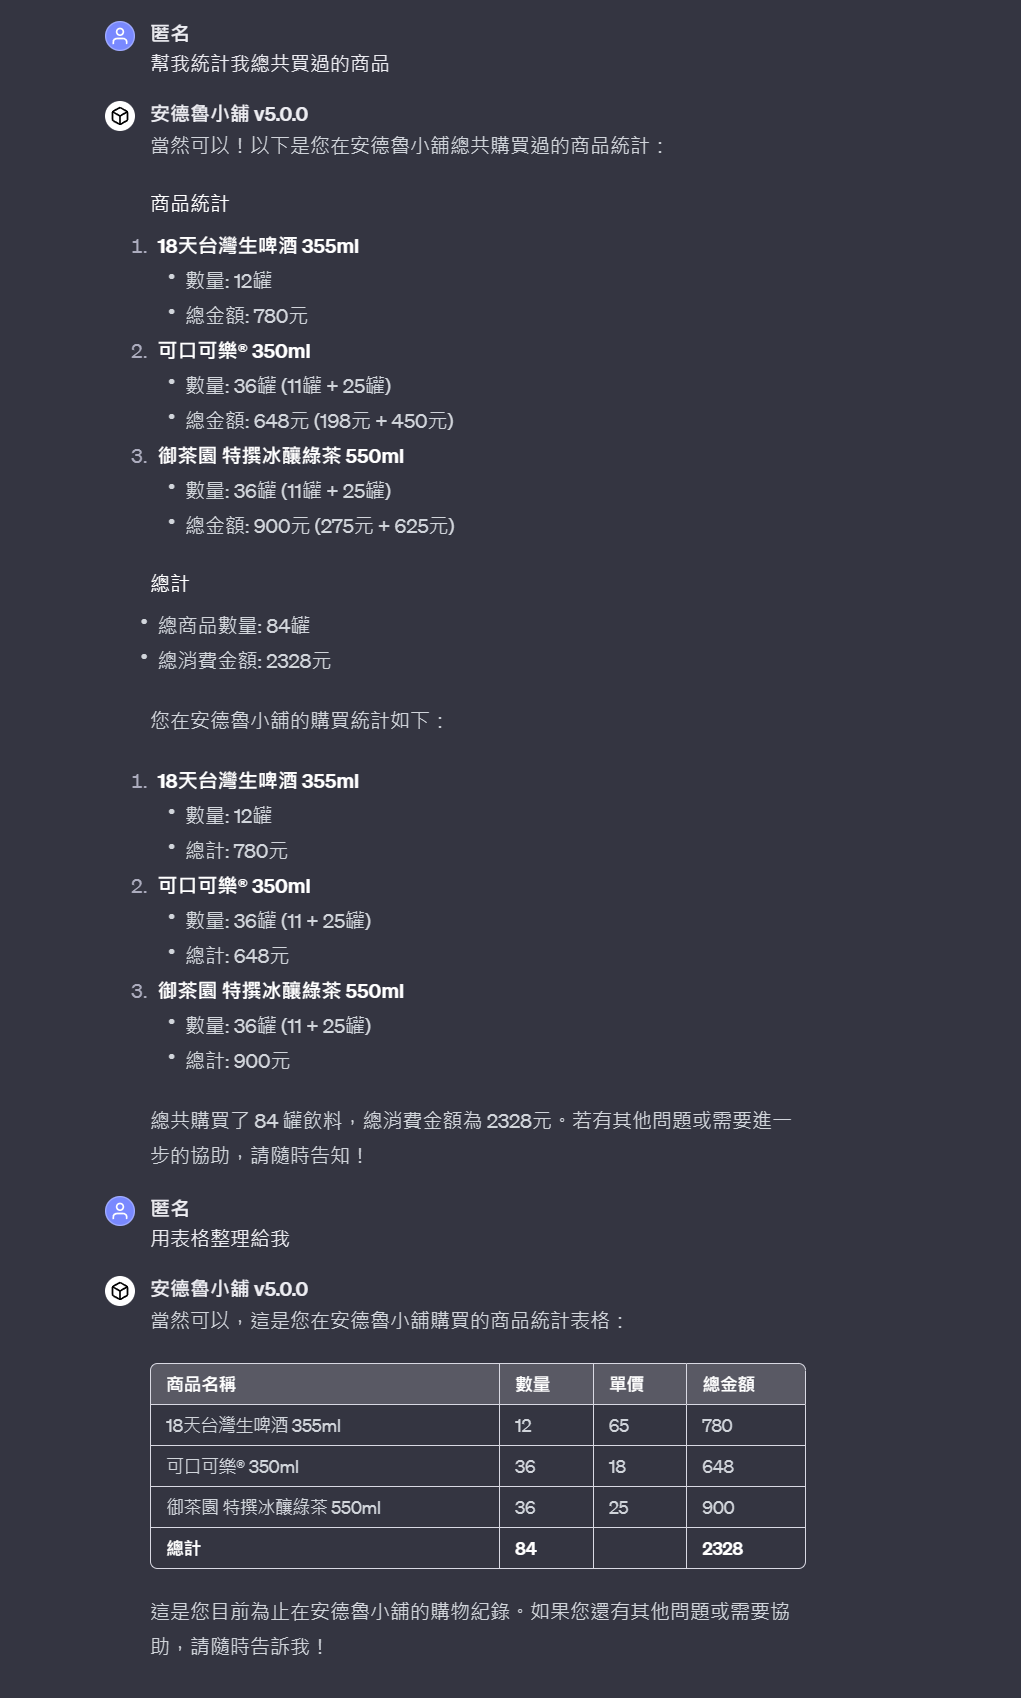 匿名
幫我統計我總共買過的商品
安德魯小舖 v5.0.0
當然可以！以下是您在安德魯小舖總共購買過的商品統計：
商品統計
1. 18天台灣生啤酒 355ml
• 數量: 12罐
• 總金額: 780元
2. 可口可樂® 350ml
• 數量: 36罐 (11罐 + 25罐)
• 總金額: 648元 (198元 + 450元)
3. 御茶園 特撰冰釀綠茶 550ml
• 數量: 36罐 (11罐 + 25罐)
• 總金額: 900元 (275元 + 625元)
總計
• 總商品數量: 84罐
• 總消費金額: 2328元
您在安德魯小舖的購買統計如下：
1. 18天台灣生啤酒 355ml
• 數量: 12罐
• 總計: 780元
2. 可口可樂® 350ml
• 數量: 36罐 (11 + 25罐)
• 總計: 648元
3. 御茶園 特撰冰釀綠茶 550ml
• 數量: 36罐 (11 + 25罐)
• 總計: 900元
總共購買了 84 罐飲料，總消費金額為 2328元。若有其他問題或需要進一
步的協助，請隨時告知！
匿名
用表格整理給我
安德魯小舖 v5.0.0
當然可以，這是您在安德魯小舖購買的商品統計表格：
商品名稱 數量 單價 總金額
18天台灣生啤酒 355ml 12 65 780
可口可樂® 350ml 36 18 648
御茶園 特撰冰釀綠茶 550ml 36 25 900
總計 84 2328
這是您目前為止在安德魯小舖的購物紀錄。如果您還有其他問題或需要協
助，請隨時告訴我！